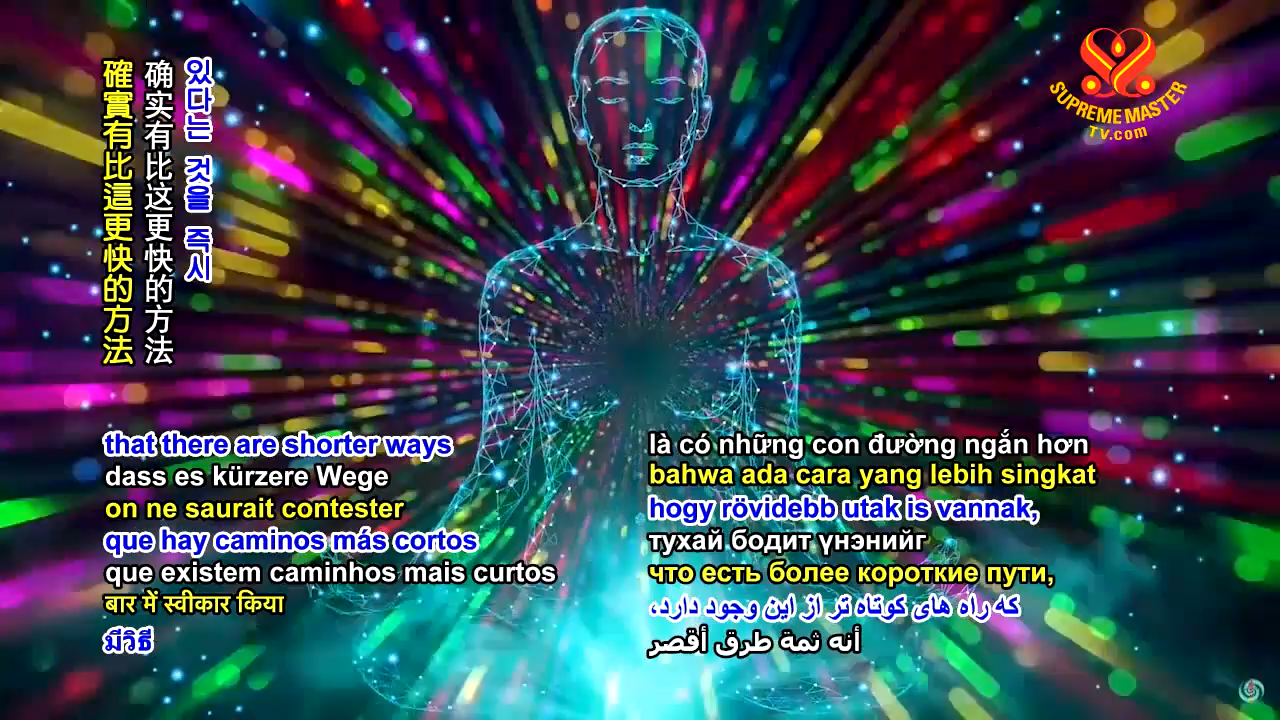 있다는 것을 즉시
确实有比这更快的方法
確實有比這更快的方法
SUPREME MASTER
TV.com
that there are shorter ways
dass es kürzere Wege
on ne saurait contester
que hay caminos más cortos
que existem caminhos mais curtos
बार में स्वीकार किया
มีวิธี
là có những con đường ngắn hơn
bahwa ada cara yang lebih singkat
hogy rövidebb utak is vannak,
тухай бодит үнэнийг
что есть более короткие пути,
که راه های کوتاه تر از این وجود دارد،
أنه ثمة طرق أقصر